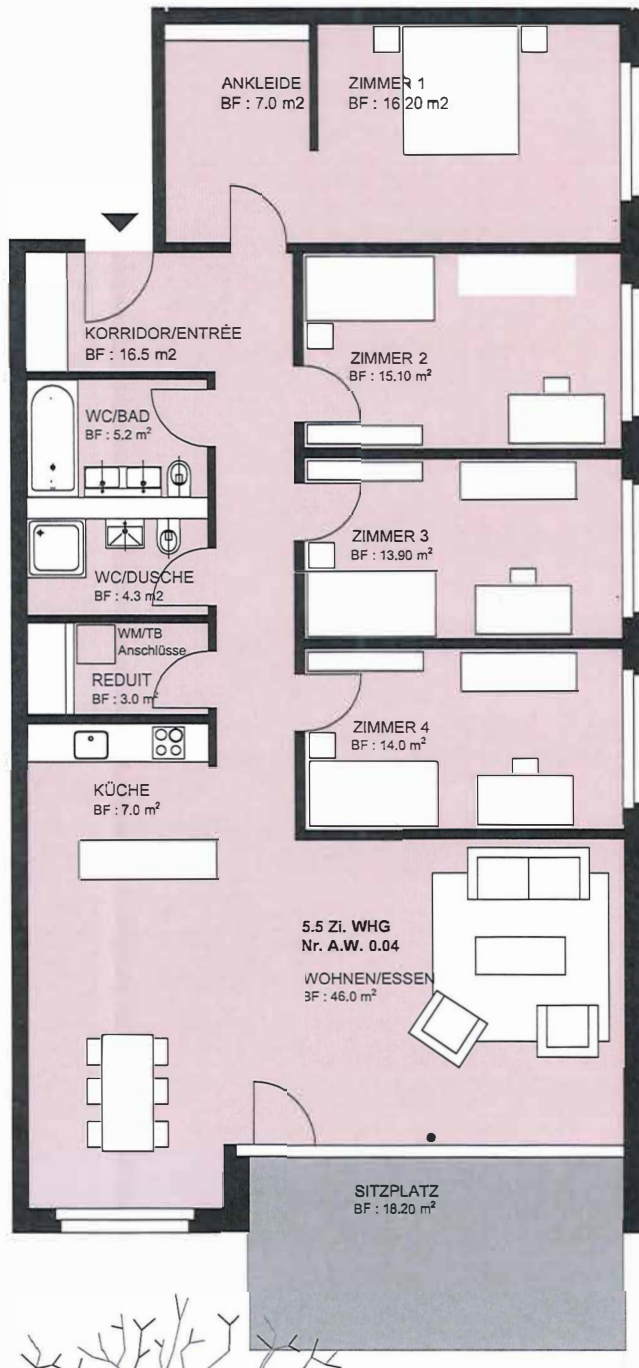 ANKLEIDE
BF : 7.0 m2
ZIMMER 1
BF : 16.20 m2
KORRIDOR/ENTRÉE
BF : 16.5 m2
ZIMMER 2
BF : 15.10 m²
WC/BAD
BF : 5.2 m²
ZIMMER 3
BF : 13.90 m²
WC/DUSCHE
BF : 4.3 m2
WM/TB
Anschlüsse
REDUIT
BF : 3.0 m²
ZIMMER 4
BF : 14.0 m²
KÜCHE
BF : 7.0 m²
5.5 Zi. WHG
Nr. A.W. 0.04
WOHNEN/ESSEN
BF : 46.0 m²
SITZPLATZ
BF : 18.20 m²